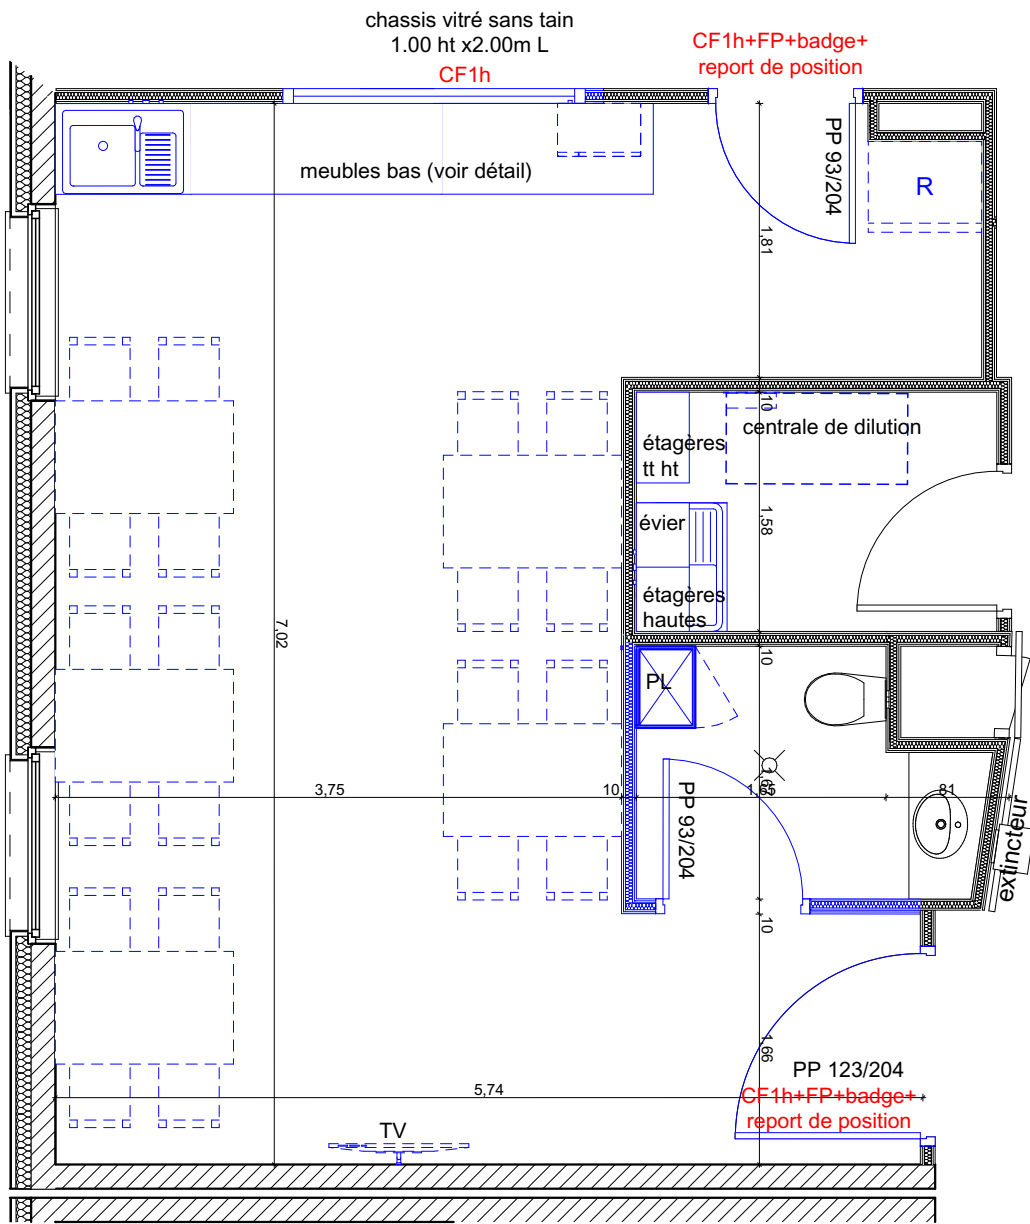 chassis vitré sans tain
1.00 ht x2.00m L
CF1h
CF1h+FP+badge+
report de position
meubles bas (voir détail)
PP 93/204
R
1,81
10
centrale de dilution
étagères
tt ht
évier
1,58
étagères
hautes
7,02
10
PL
3,75
10
PP 93/204
1,65
1,65
81
extincteur
10
1,66
PP 123/204
CF1h+FP+badge+
report de position
5,74
TV